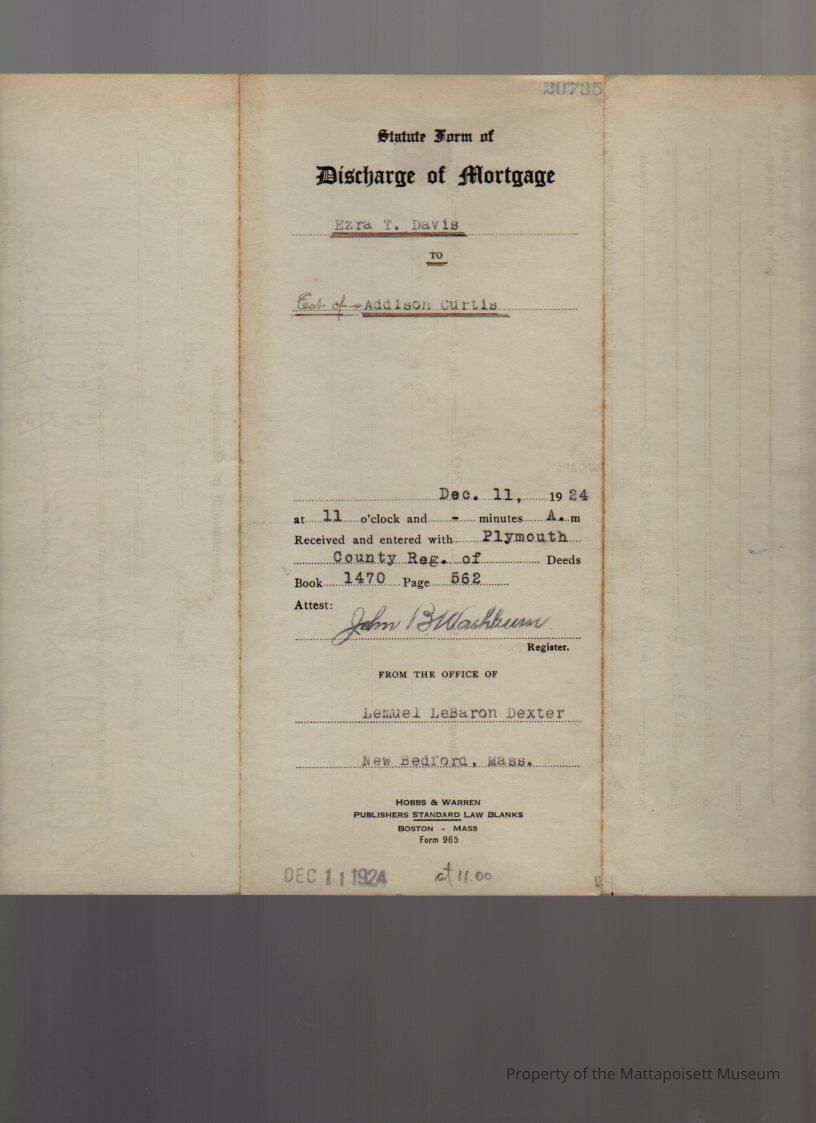 20735
Statute Form of
Discharge of Mortgage
Ezra T. Davis
TO
Est of Addison Curtis
Dec. 11, 19 24
at 11 o'clock and - minutes A. m
Received and entered with Plymouth
County Reg. of Deeds
Book 1470 Page 562
Attest:
John B Washburn
Register.
FROM THE OFFICE OF
Lemuel LeBaron Dexter
New Bedford, Mass.
HOBBS & WARREN
PUBLISHERS STANDARD LAW BLANKS
BOSTON - MASS
Form 965
DEC 11 1924 at 11.00
Property of the Mattapoisett Museum